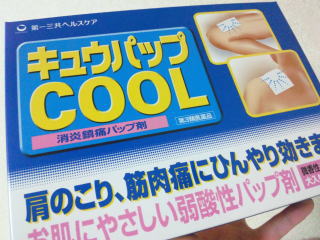 第一三共ヘルスケア
キュウパップ
COOL
消炎鎮痛パップ剤
第3類医薬品
肩のこり、筋肉痛にひんやり効きま
お肌にやさしい弱酸性パップ剤
微香性